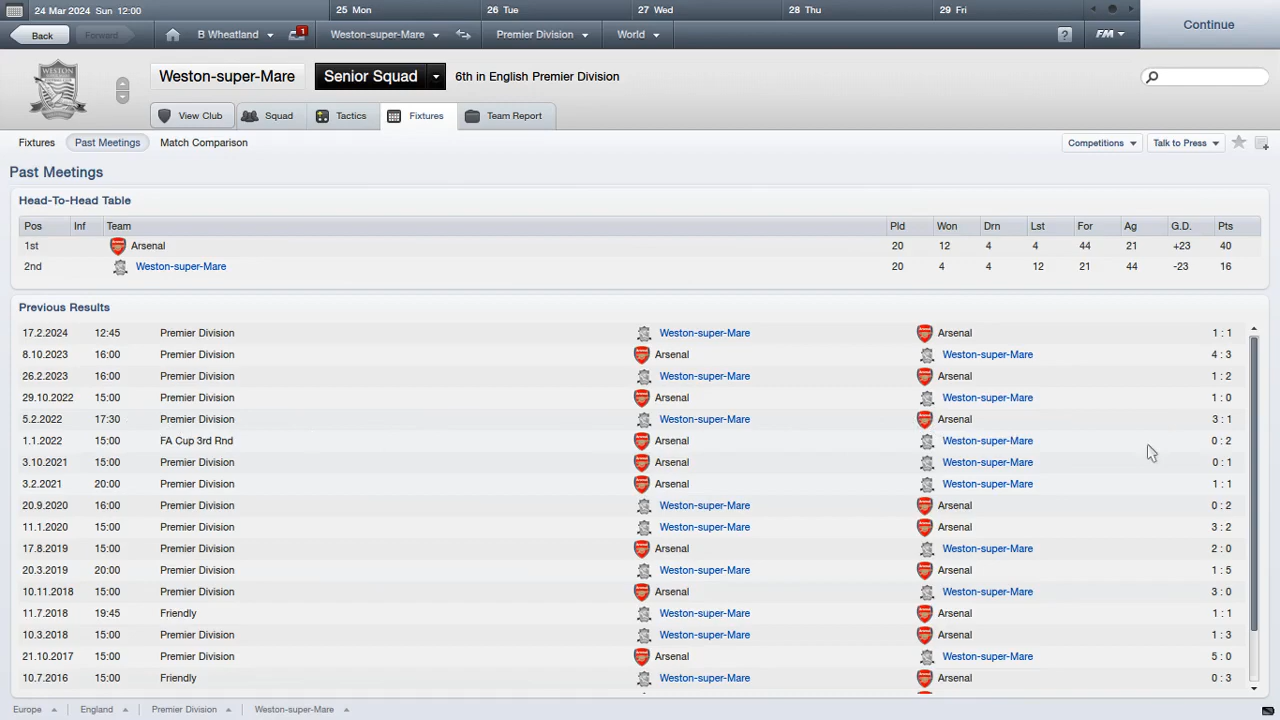 24 Mar 2024 Sun 12:00 25 Mon 26 Tue 27 Wed 28 Thu 29 Fri
Back Forward B Wheatland 1 Weston-super-Mare Premier Division World ? FM Continue
Weston-super-Mare Senior Squad 6th in English Premier Division
View Club Squad Tactics Fixtures Team Report
Fixtures Past Meetings Match Comparison Competitions Talk to Press
Past Meetings
Head-To-Head Table
Pos Inf Team Pld Won Drn Lst For Ag G.D. Pts
1st Arsenal 20 12 4 4 44 21 +23 40
2nd Weston-super-Mare 20 4 4 12 21 44 -23 16
Previous Results
17.2.2024 12:45 Premier Division Weston-super-Mare Arsenal 1 : 1
8.10.2023 16:00 Premier Division Arsenal Weston-super-Mare 4 : 3
26.2.2023 16:00 Premier Division Weston-super-Mare Arsenal 1 : 2
29.10.2022 15:00 Premier Division Arsenal Weston-super-Mare 1 : 0
5.2.2022 17:30 Premier Division Weston-super-Mare Arsenal 3 : 1
1.1.2022 15:00 FA Cup 3rd Rnd Arsenal Weston-super-Mare 0 : 2
3.10.2021 15:00 Premier Division Arsenal Weston-super-Mare 0 : 1
3.2.2021 20:00 Premier Division Arsenal Weston-super-Mare 1 : 1
20.9.2020 16:00 Premier Division Weston-super-Mare Arsenal 0 : 2
11.1.2020 15:00 Premier Division Weston-super-Mare Arsenal 3 : 2
17.8.2019 15:00 Premier Division Arsenal Weston-super-Mare 2 : 0
20.3.2019 20:00 Premier Division Weston-super-Mare Arsenal 1 : 5
10.11.2018 15:00 Premier Division Arsenal Weston-super-Mare 3 : 0
11.7.2018 19:45 Friendly Weston-super-Mare Arsenal 1 : 1
10.3.2018 15:00 Premier Division Weston-super-Mare Arsenal 1 : 3
21.10.2017 15:00 Premier Division Arsenal Weston-super-Mare 5 : 0
10.7.2016 15:00 Friendly Weston-super-Mare Arsenal 0 : 3
Europe England Premier Division Weston-super-Mare